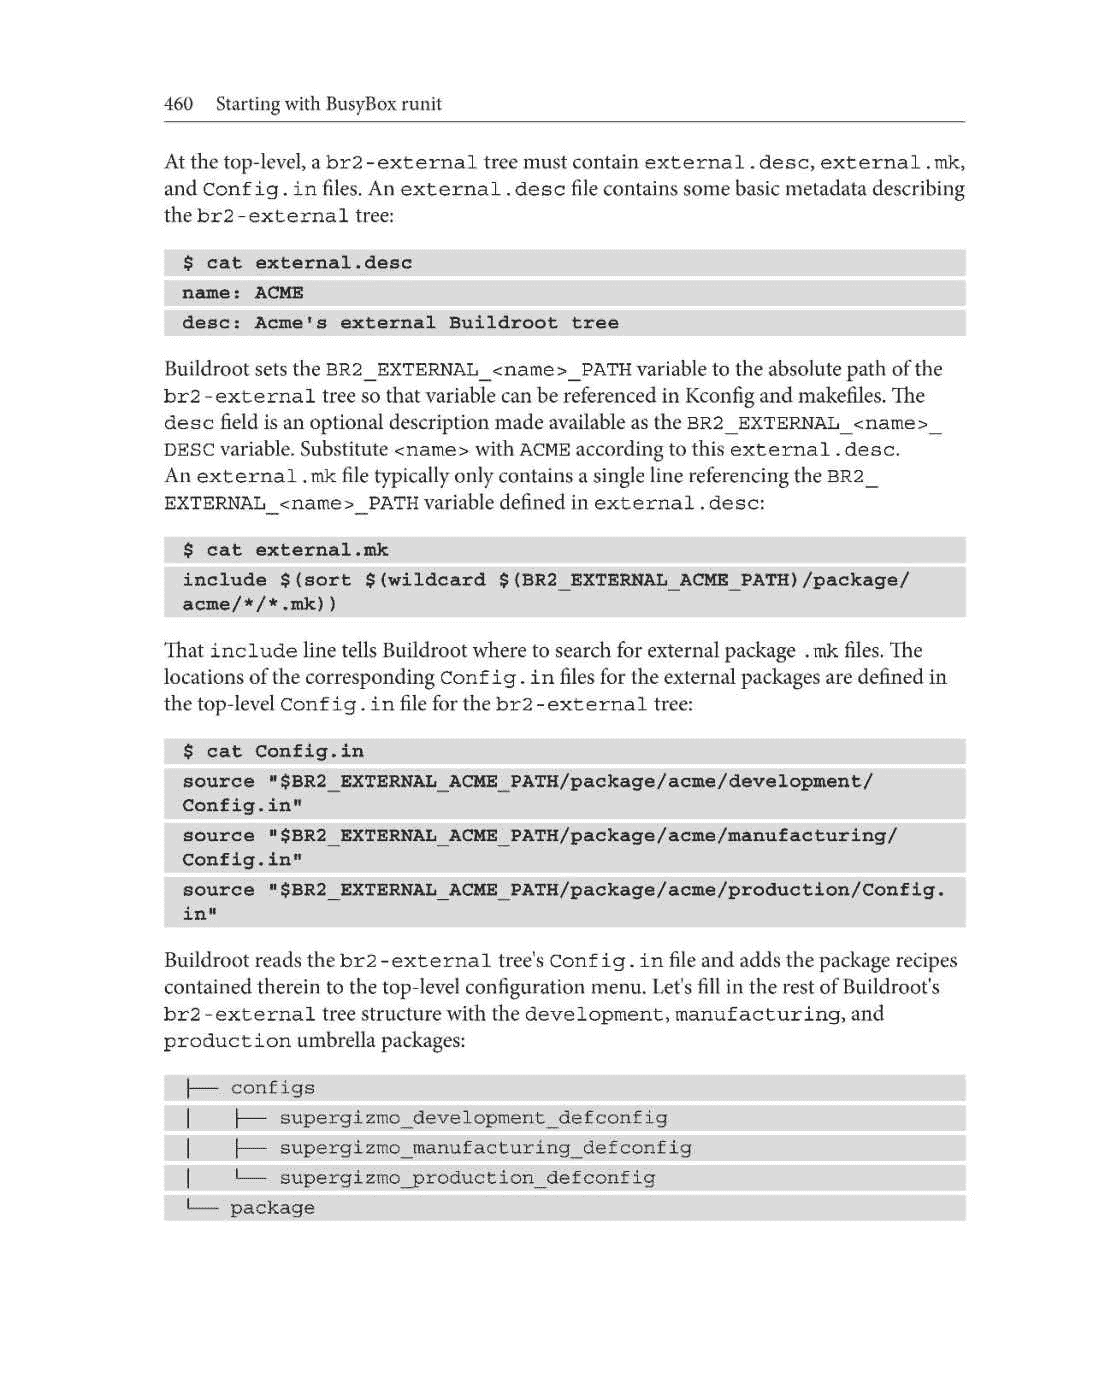 460 Starting with BusyBox runit
At the top-level, a br2-external tree must contain external.desc, external.mk,
and Config.in files. An external.desc file contains some basic metadata describing
the br2-external tree:
$ cat external.desc
name: ACME
desc: Acme's external Buildroot tree
Buildroot sets the BR2_EXTERNAL_<name>_PATH variable to the absolute path of the
br2-external tree so that variable can be referenced in Kconfig and makefiles. The
desc field is an optional description made available as the BR2_EXTERNAL_<name>_
DESC variable. Substitute <name> with ACME according to this external.desc.
An external.mk file typically only contains a single line referencing the BR2_
EXTERNAL_<name>_PATH variable defined in external.desc:
$ cat external.mk
include $(sort $(wildcard $(BR2_EXTERNAL_ACME_PATH)/package/
acme/*/*.mk))
That include line tells Buildroot where to search for external package .mk files. The
locations of the corresponding Config.in files for the external packages are defined in
the top-level Config.in file for the br2-external tree:
$ cat Config.in
source "$BR2_EXTERNAL_ACME_PATH/package/acme/development/
Config.in"
source "$BR2_EXTERNAL_ACME_PATH/package/acme/manufacturing/
Config.in"
source "$BR2_EXTERNAL_ACME_PATH/package/acme/production/Config.
in"
Buildroot reads the br2-external tree's Config.in file and adds the package recipes
contained therein to the top-level configuration menu. Let's fill in the rest of Buildroot's
br2-external tree structure with the development, manufacturing, and
production umbrella packages:
├── configs
│   ├── supergizmo_development_defconfig
│   ├── supergizmo_manufacturing_defconfig
│   └── supergizmo_production_defconfig
└── package